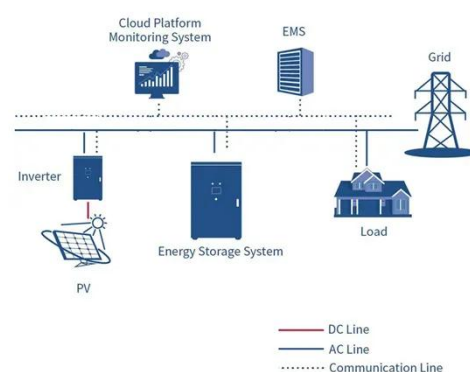 Cloud Platform
Monitoring System
EMS
Grid
Inverter
Energy Storage System
Load
PV
DC Line
AC Line
Communication Line